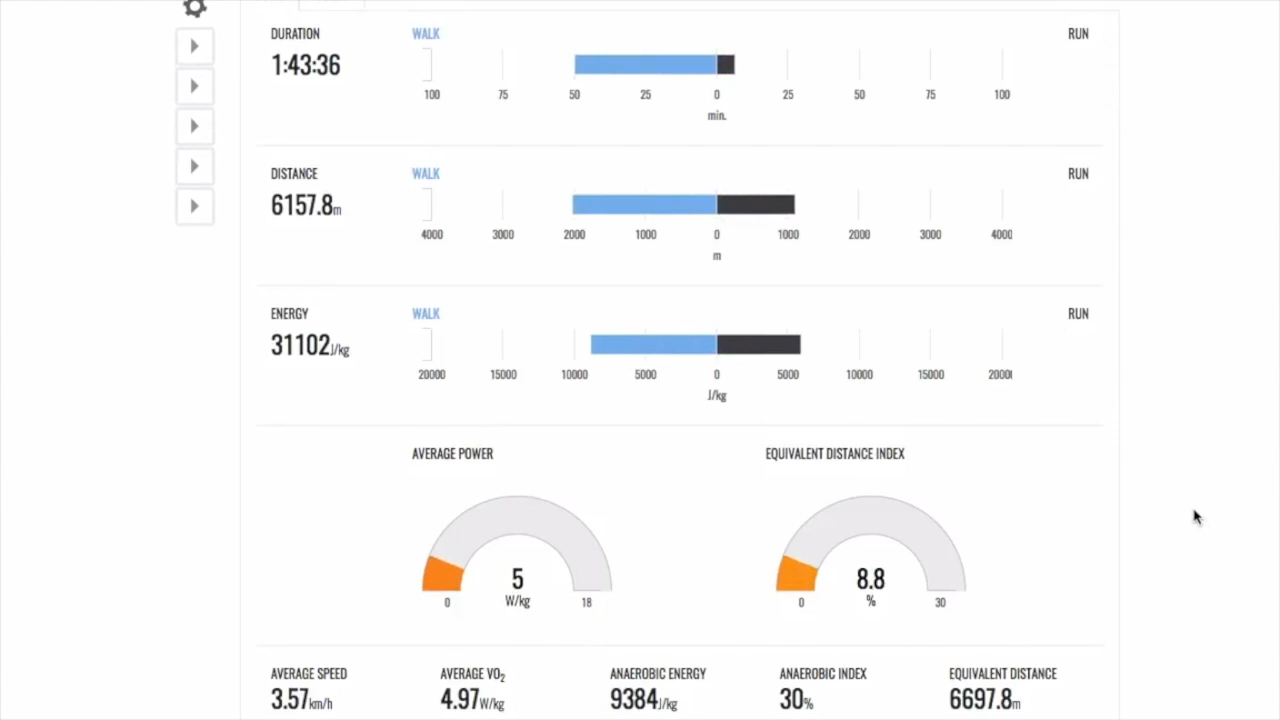 DURATION WALK RUN
1:43:36
100 75 50 25 0 25 50 75 100
min.
DISTANCE WALK RUN
6157.8m
4000 3000 2000 1000 0 1000 2000 3000 4000
m
ENERGY WALK RUN
31102J/kg
20000 15000 10000 5000 0 5000 10000 15000 2000
J/kg
AVERAGE POWER EQUIVALENT DISTANCE INDEX
5 8.8
W/kg %
0 18 0 30
AVERAGE SPEED AVERAGE VO2 ANAEROBIC ENERGY ANAEROBIC INDEX EQUIVALENT DISTANCE
3.57km/h 4.97W/kg 9384J/kg 30% 6697.8m